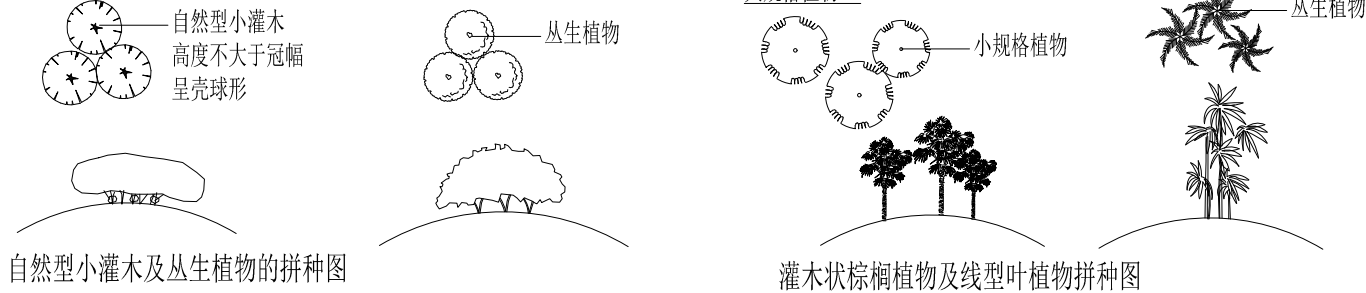 自然型小灌木
高度不大于冠幅
呈壳球形
丛生植物
小规格植物
丛生植物
自然型小灌木及丛生植物的拼种图
灌木状棕榈植物及线型叶植物拼种图